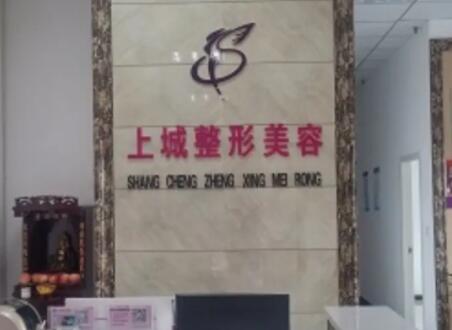 上城整形美容
SHANG CHENG ZHENG XING MEI RONG